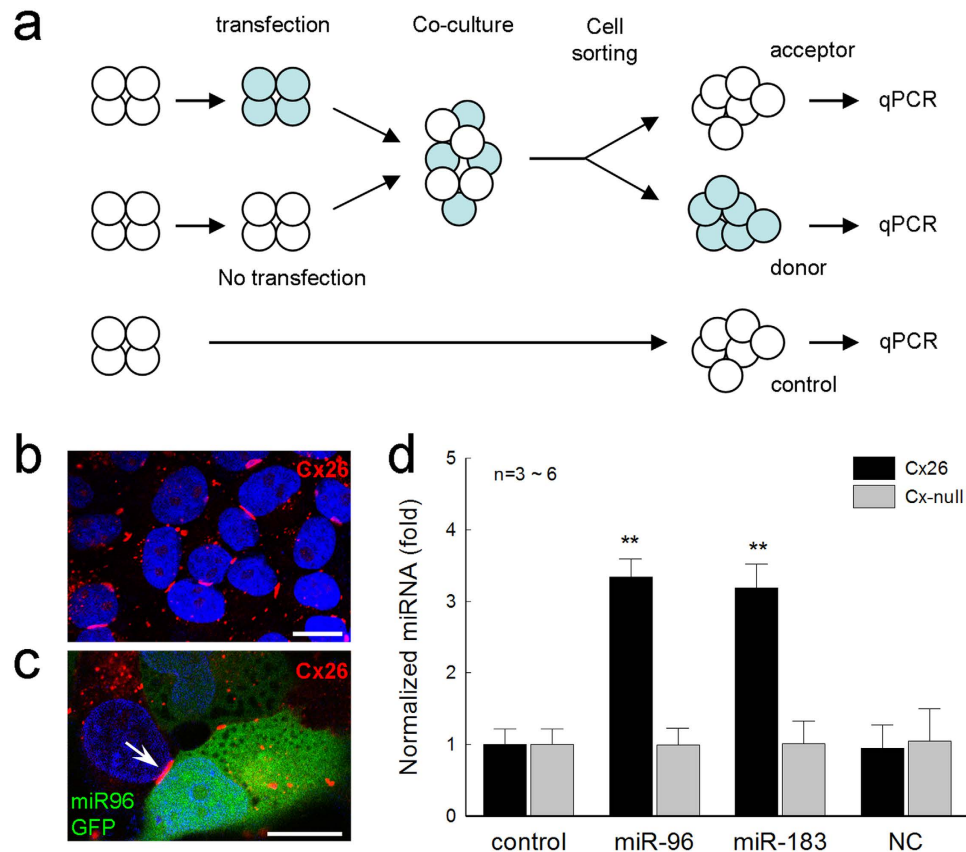 a
transfection
Co-culture
Cell
sorting
acceptor
qPCR
qPCR
No transfection
donor
qPCR
control
b
Cx26
c
Cx26
miR96
GFP
d
n=3 ~ 6
Cx26
Cx-null
Normalized miRNA (fold)
5
4
3
2
1
0
**
**
control
miR-96
miR-183
NC